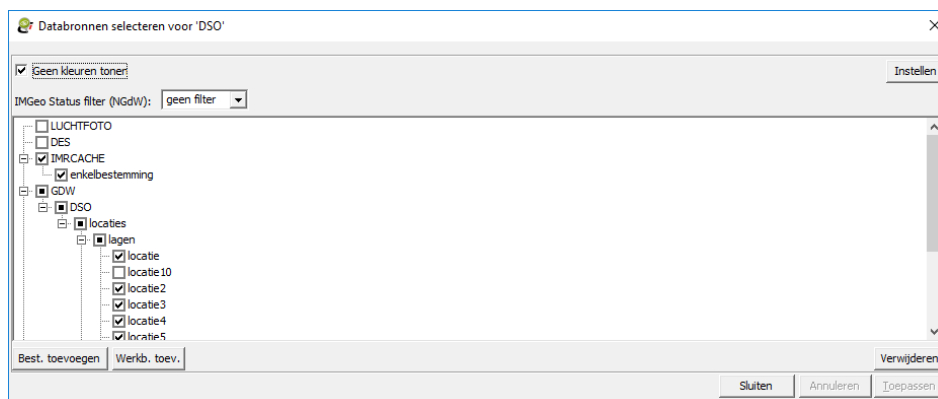 Databronnen selecteren voor 'DSO'
Geen kleuren toner
Instellen
IMGeo Status filter (NGdW): geen filter
LUCHTFOTO
DES
IMRCACHE
enkelbestemming
GDW
DSO
locaties
lagen
locatie
locatie10
locatie2
locatie3
locatie4
locatie5
Best. toevoegen Werkb. toev. Verwijderen
Sluiten Annuleren Toepassen